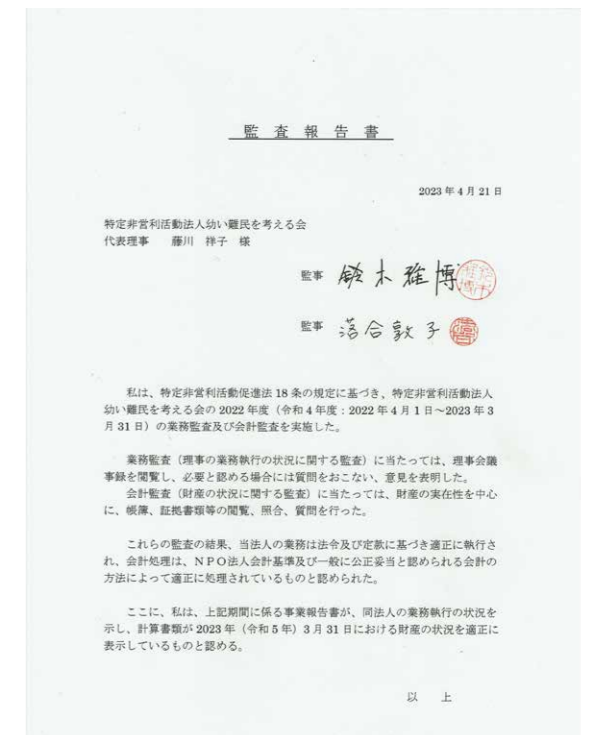 監査報告書
2023年4月21日
特定非営利活動法人幼い難民を考える会
代表理事　藤川　祥子　様
監事　鈴木雅博
監事　落合敦子
私は、特定非営利活動促進法18条の規定に基づき、特定非営利活動法人
幼い難民を考える会の2022年度（令和4年度：2022年4月1日～2023年3
月31日）の業務監査及び会計監査を実施した。
業務監査（理事の業務執行の状況に関する監査）に当たっては、理事会議
事録を閲覧し、必要と認める場合には質問をおこない、意見を表明した。
会計監査（財産の状況に関する監査）に当たっては、財産の実在性を中心
に、帳簿、証拠書類等の閲覧、照合、質問を行った。
これらの監査の結果、当法人の業務は法令及び定款に基づき適正に執行さ
れ、会計処理は、ＮＰＯ法人会計基準及び一般に公正妥当と認められる会計の
方法によって適正に処理されているものと認められた。
ここに、私は、上記期間に係る事業報告書が、同法人の業務執行の状況を
示し、計算書類が2023年（令和5年）3月31日における財産の状況を適正に
表示しているものと認める。
以　上